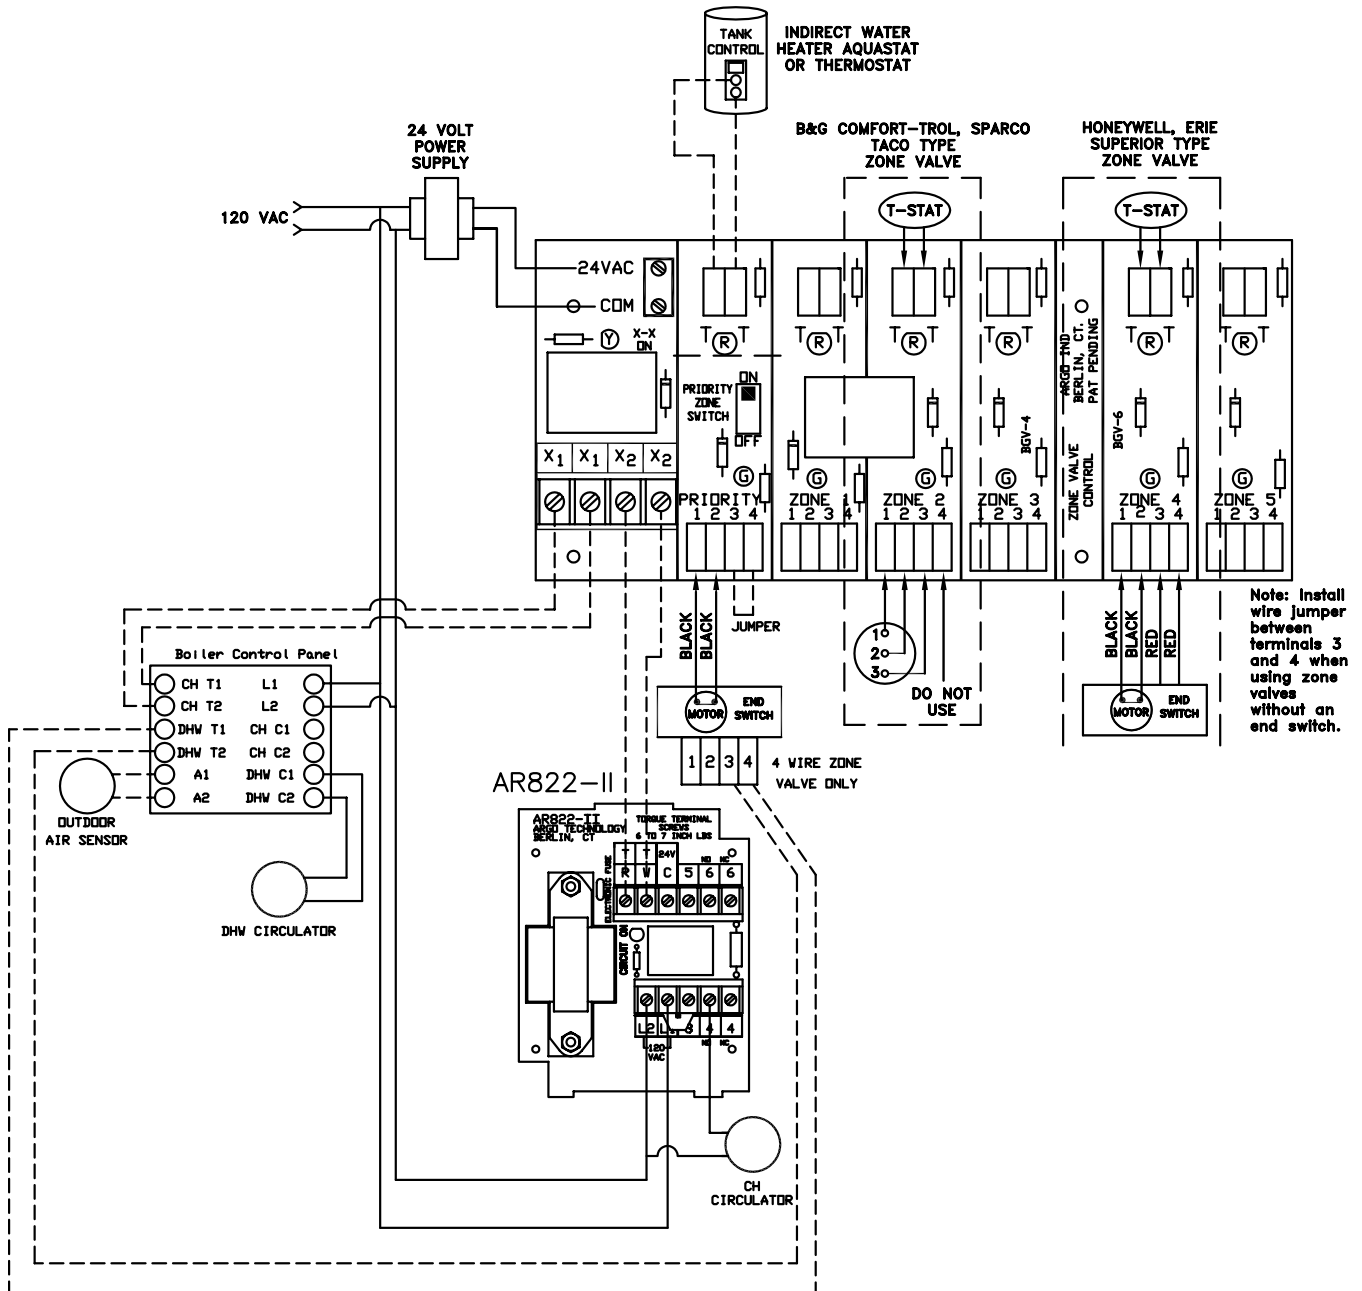 TANK
CONTROL
INDIRECT WATER
HEATER AQUASTAT
OR THERMOSTAT
24 VOLT
POWER
SUPPLY
B&G COMFORT-TROL, SPARCO
TACO TYPE
ZONE VALVE
HONEYWELL, ERIE
SUPERIOR TYPE
ZONE VALVE
120 VAC
T-STAT
T-STAT
24VAC
COM
Y
X-X
ON
T R T
T R T
T R T
T R T
T R T
T R T
ARGO IND
BERLIN, CT.
PAT PENDING
PRIORITY
ZONE
SWITCH
ON
OFF
BGV-4
BGV-6
ZONE VALVE
CONTROL
X1 X1 X2 X2
G
G
G
G
G
G
PRIORITY
1 2 3 4
ZONE 1
1 2 3 4
ZONE 2
1 2 3 4
ZONE 3
1 2 3 4
ZONE 4
1 2 3 4
ZONE 5
1 2 3 4
BLACK
BLACK
JUMPER
1
2
3
DO NOT
USE
BLACK
BLACK
RED
RED
Note: Install
wire jumper
between
terminals 3
and 4 when
using zone
valves
without an
end switch.
MOTOR
END
SWITCH
MOTOR
END
SWITCH
1 2 3 4
4 WIRE ZONE
VALVE ONLY
Boiler Control Panel
CH T1 L1
CH T2 L2
DHW T1 CH C1
DHW T2 CH C2
A1 DHW C1
A2 DHW C2
OUTDOOR
AIR SENSOR
DHW CIRCULATOR
AR822-II
AR822-II
ARGO TECHNOLOGY
BERLIN, CT
TORQUE TERMINAL
SCREWS
6 TO 7 INCH LBS
T T 24V NO NC
R W C 5 6 6
ELECTRONIC FUSE
CIRCUIT ON
L2 L1 3 4 4
120
VAC
NO NC
CH
CIRCULATOR